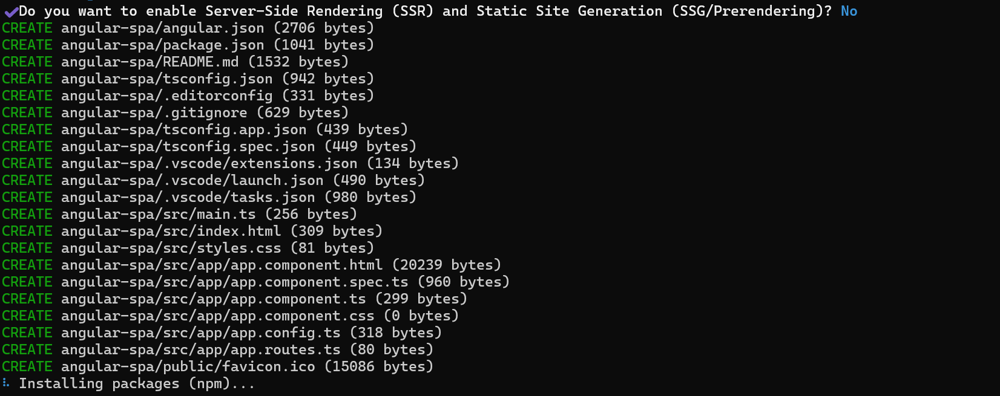 Do you want to enable Server-Side Rendering (SSR) and Static Site Generation (SSG/Prerendering)? No
CREATE angular-spa/angular.json (2706 bytes)
CREATE angular-spa/package.json (1041 bytes)
CREATE angular-spa/README.md (1532 bytes)
CREATE angular-spa/tsconfig.json (942 bytes)
CREATE angular-spa/.editorconfig (331 bytes)
CREATE angular-spa/.gitignore (629 bytes)
CREATE angular-spa/tsconfig.app.json (439 bytes)
CREATE angular-spa/tsconfig.spec.json (449 bytes)
CREATE angular-spa/.vscode/extensions.json (134 bytes)
CREATE angular-spa/.vscode/launch.json (490 bytes)
CREATE angular-spa/.vscode/tasks.json (980 bytes)
CREATE angular-spa/src/main.ts (256 bytes)
CREATE angular-spa/src/index.html (309 bytes)
CREATE angular-spa/src/styles.css (81 bytes)
CREATE angular-spa/src/app/app.component.html (20239 bytes)
CREATE angular-spa/src/app/app.component.spec.ts (960 bytes)
CREATE angular-spa/src/app/app.component.ts (299 bytes)
CREATE angular-spa/src/app/app.component.css (0 bytes)
CREATE angular-spa/src/app/app.config.ts (318 bytes)
CREATE angular-spa/src/app/app.routes.ts (80 bytes)
CREATE angular-spa/public/favicon.ico (15086 bytes)
Installing packages (npm)...